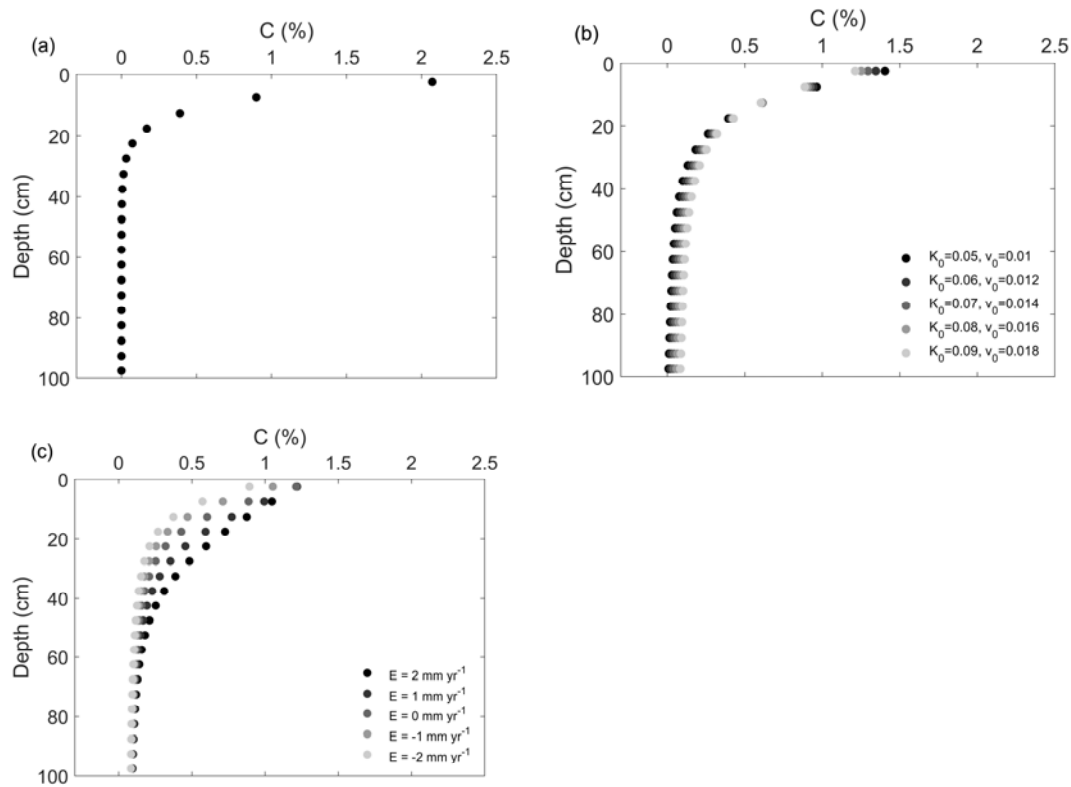 (a)
C (%)
0 0.5 1 1.5 2 2.5
0
20
40
60
80
100
Depth (cm)
(b)
C (%)
0 0.5 1 1.5 2 2.5
0
20
40
60
80
100
Depth (cm)
K₀=0.05, v₀=0.01
K₀=0.06, v₀=0.012
K₀=0.07, v₀=0.014
K₀=0.08, v₀=0.016
K₀=0.09, v₀=0.018
(c)
C (%)
0 0.5 1 1.5 2 2.5
0
20
40
60
80
100
Depth (cm)
E = 2 mm yr⁻¹
E = 1 mm yr⁻¹
E = 0 mm yr⁻¹
E = -1 mm yr⁻¹
E = -2 mm yr⁻¹